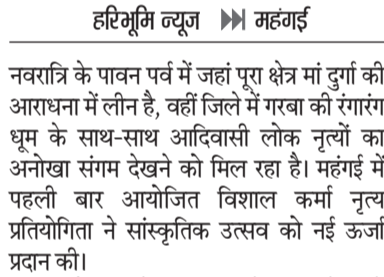 हरिभूमि न्यूज ▶▶ महंगई
नवरात्रि के पावन पर्व में जहां पूरा क्षेत्र मां दुर्गा की
आराधना में लीन है, वहीं जिले में गरबा की रंगारंग
धूम के साथ-साथ आदिवासी लोक नृत्यों का
अनोखा संगम देखने को मिल रहा है। महंगई में
पहली बार आयोजित विशाल कर्मा नृत्य
प्रतियोगिता ने सांस्कृतिक उत्सव को नई ऊर्जा
प्रदान की।